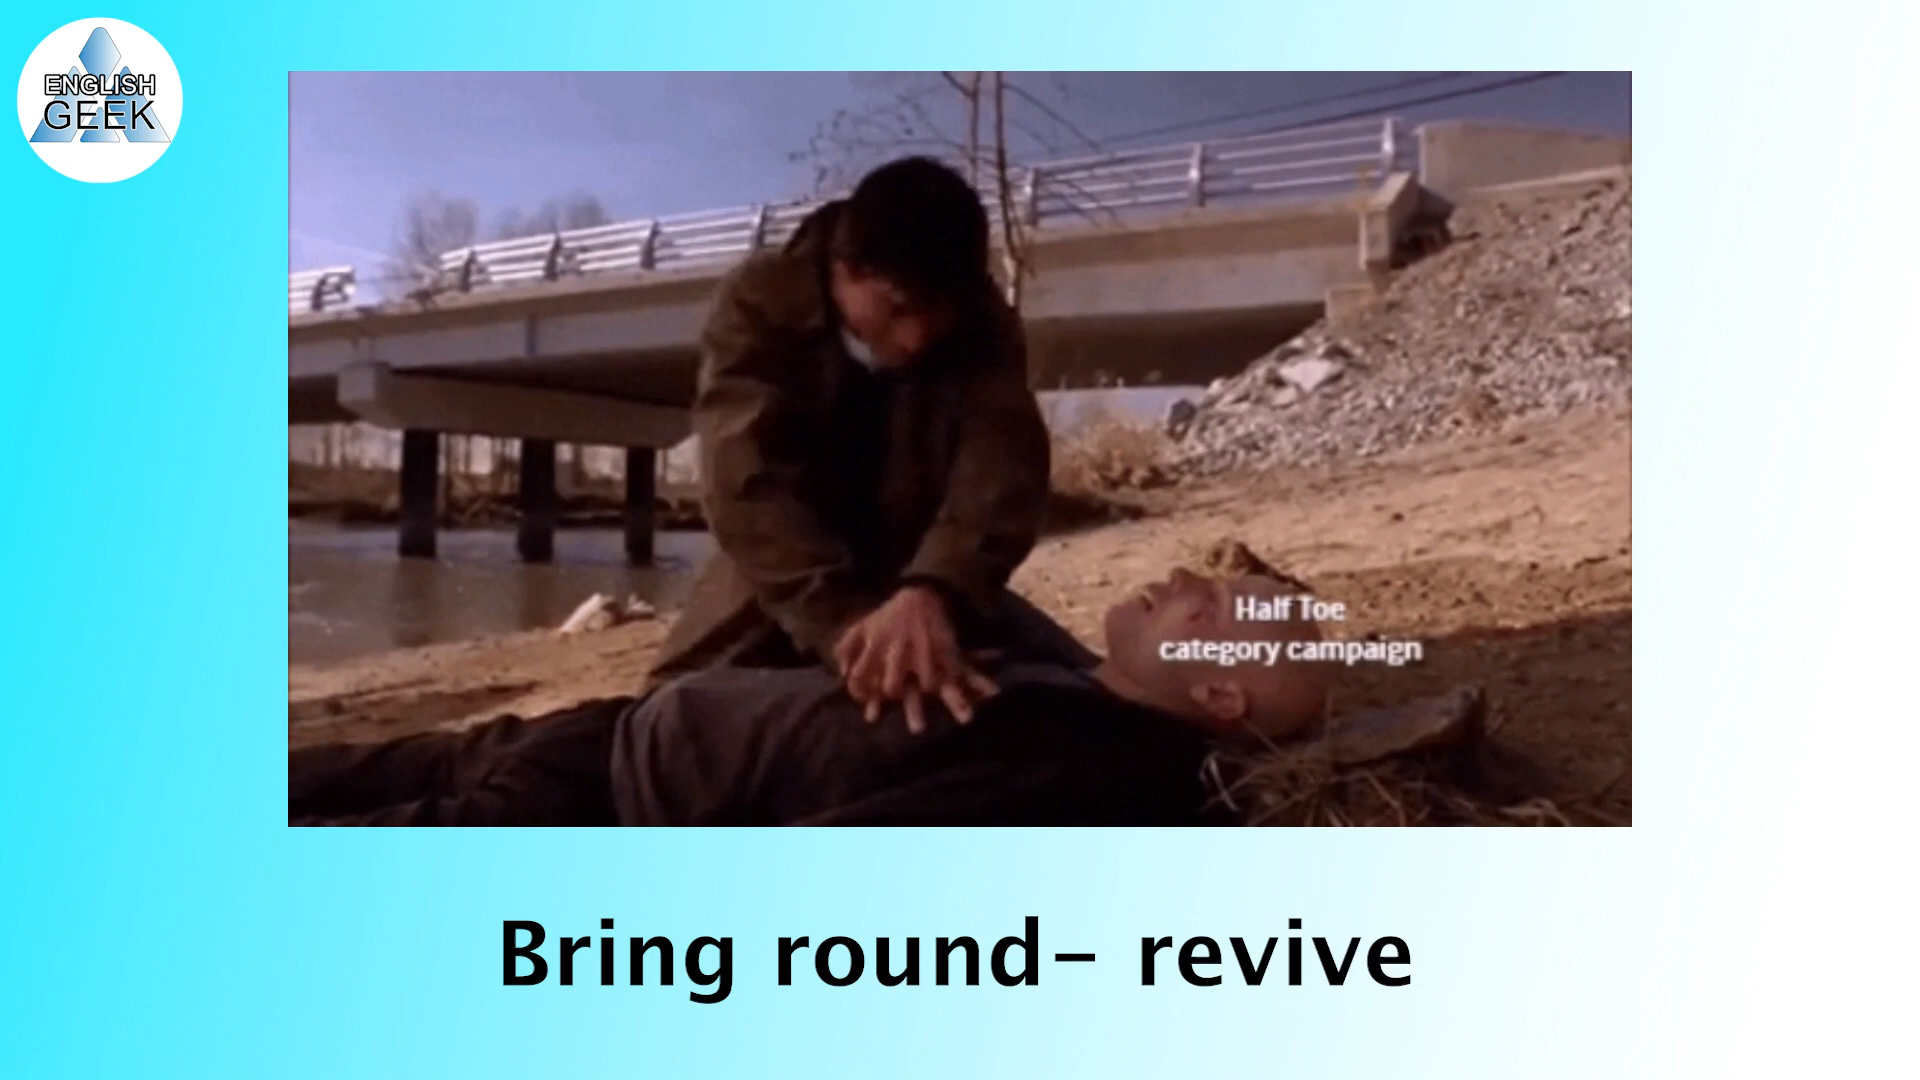 ENGLISH
GEEK
Half Toe
category campaign
Bring round- revive